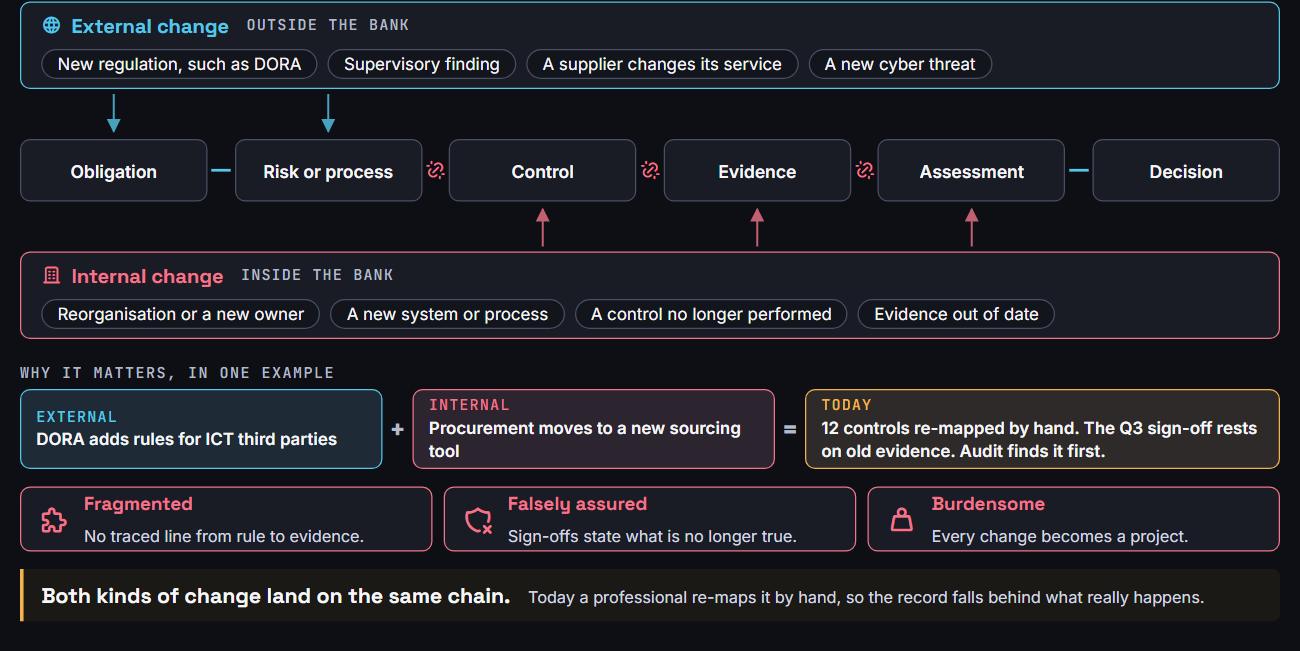 External change OUTSIDE THE BANK
New regulation, such as DORA
Supervisory finding
A supplier changes its service
A new cyber threat
Obligation
Risk or process
Control
Evidence
Assessment
Decision
Internal change INSIDE THE BANK
Reorganisation or a new owner
A new system or process
A control no longer performed
Evidence out of date
WHY IT MATTERS, IN ONE EXAMPLE
EXTERNAL
DORA adds rules for ICT third parties
+
INTERNAL
Procurement moves to a new sourcing
tool
=
TODAY
12 controls re-mapped by hand. The Q3 sign-off rests
on old evidence. Audit finds it first.
Fragmented
No traced line from rule to evidence.
Falsely assured
Sign-offs state what is no longer true.
Burdensome
Every change becomes a project.
Both kinds of change land on the same chain. Today a professional re-maps it by hand, so the record falls behind what really happens.